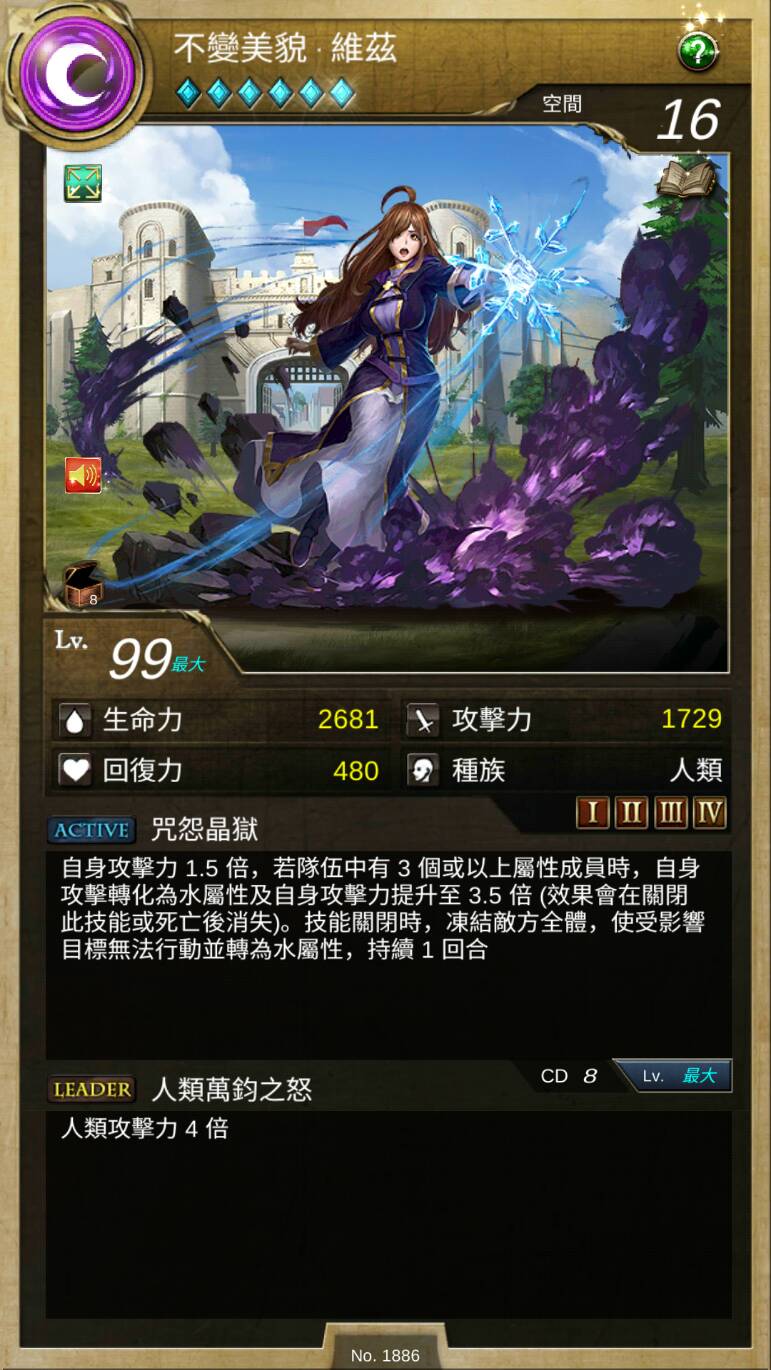 不變美貌 · 維茲
空間 16
8
Lv. 99 最大
生命力 2681 攻擊力 1729
回復力 480 種族 人類
I II III IV
ACTIVE 咒怨晶獄
自身攻擊力 1.5 倍，若隊伍中有 3 個或以上屬性成員時，自身
攻擊轉化為水屬性及自身攻擊力提升至 3.5 倍 (效果會在關閉
此技能或死亡後消失)。技能關閉時，凍結敵方全體，使受影響
目標無法行動並轉為水屬性，持續 1 回合
CD 8 Lv. 最大
LEADER 人類萬鈞之怒
人類攻擊力 4 倍
No. 1886